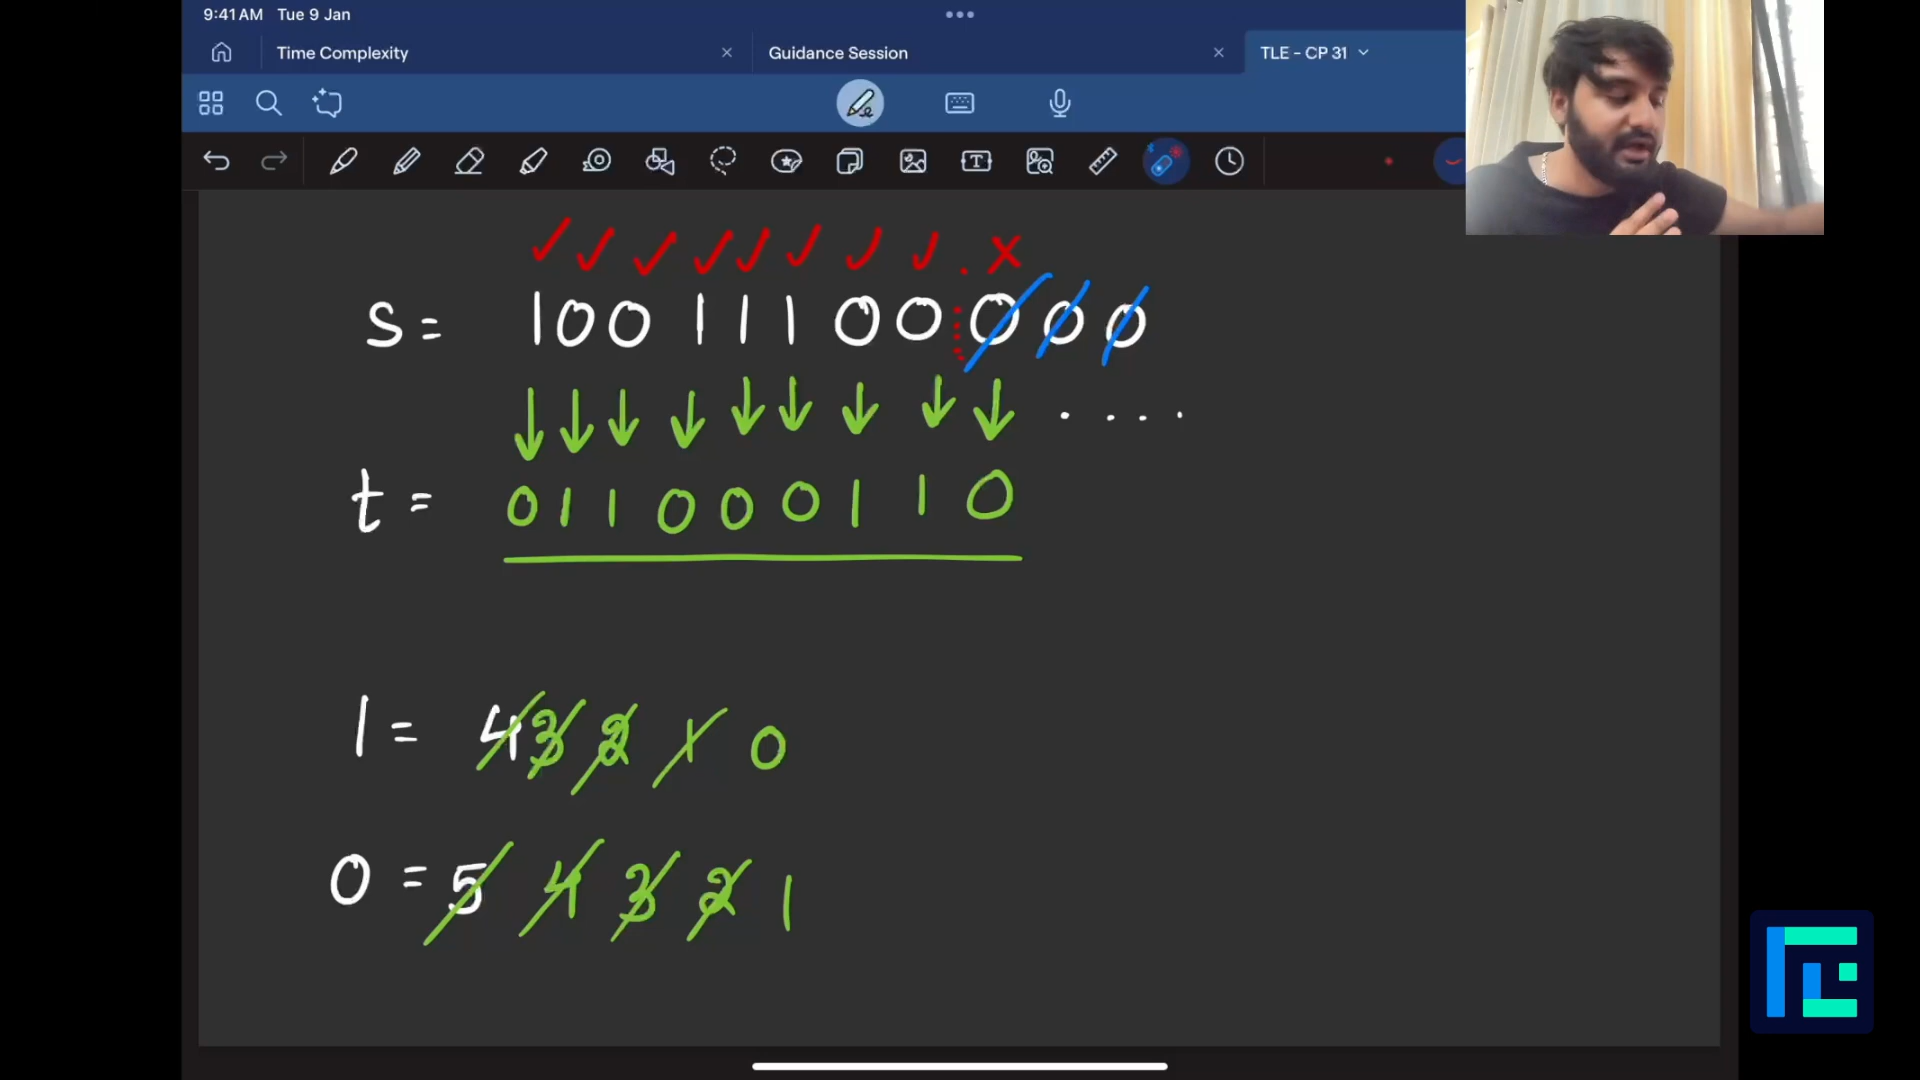 9:41 AM Tue 9 Jan
Time Complexity
Guidance Session
TLE - CP 31
S = 10011100000
t = 011000110
1 = 4 3 2 1 0
0 = 5 4 3 2 1